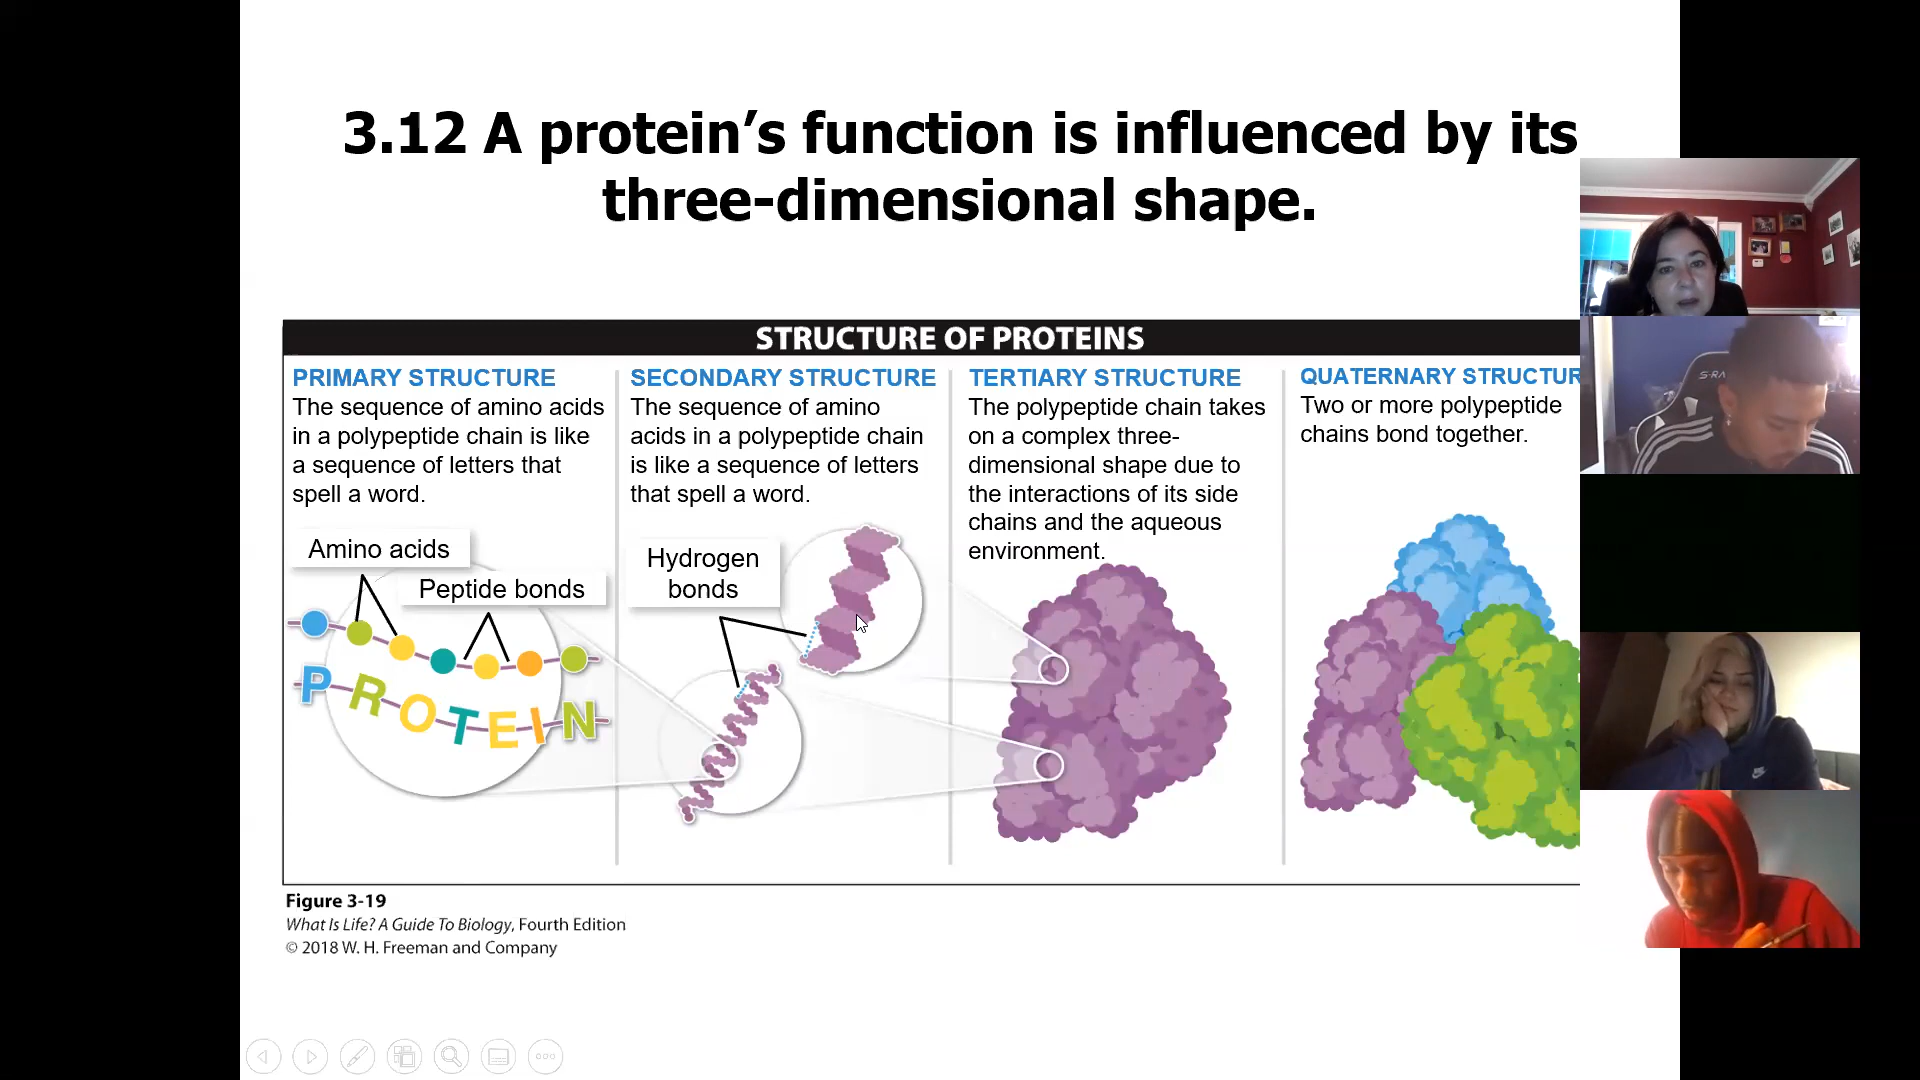 3.12 A protein’s function is influenced by its
three-dimensional shape.
STRUCTURE OF PROTEINS
PRIMARY STRUCTURE
The sequence of amino acids
in a polypeptide chain is like
a sequence of letters that
spell a word.
Amino acids
Peptide bonds
PROTEIN
SECONDARY STRUCTURE
The sequence of amino
acids in a polypeptide chain
is like a sequence of letters
that spell a word.
Hydrogen
bonds
TERTIARY STRUCTURE
The polypeptide chain takes
on a complex three-
dimensional shape due to
the interactions of its side
chains and the aqueous
environment.
QUATERNARY STRUCTUR
Two or more polypeptide
chains bond together.
Figure 3-19
What Is Life? A Guide To Biology, Fourth Edition
© 2018 W. H. Freeman and Company
S-RA